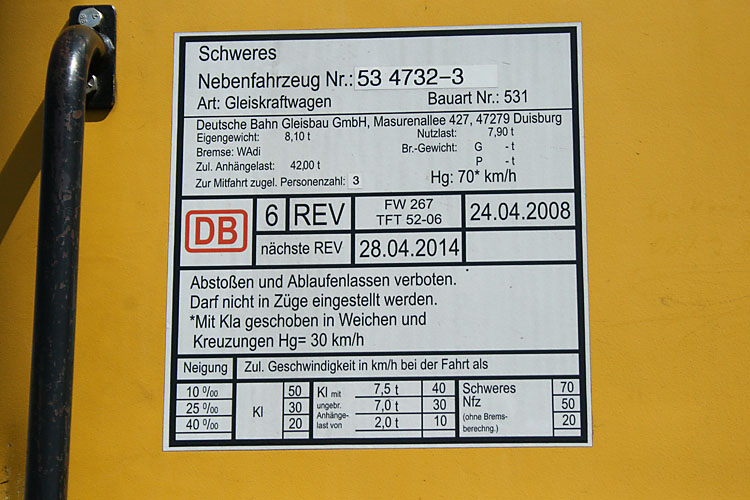 Schweres
Nebenfahrzeug Nr.: 53 4732-3
Art: Gleiskraftwagen Bauart Nr.: 531
Deutsche Bahn Gleisbau GmbH, Masurenallee 427, 47279 Duisburg
Eigengewicht: 8,10 t Nutzlast: 7,90 t
Bremse: WAdi Br.-Gewicht: G - t
Zul. Anhängelast: 42,00 t P - t
Zur Mitfahrt zugel. Personenzahl: 3 Hg: 70* km/h
DB 6 REV FW 267 24.04.2008
TFT 52-06
nächste REV 28.04.2014
Abstoßen und Ablaufenlassen verboten.
Darf nicht in Züge eingestellt werden.
*Mit Kla geschoben in Weichen und
Kreuzungen Hg= 30 km/h
Neigung Zul. Geschwindigkeit in km/h bei der Fahrt als
10 0/00 Kl 50 Kl mit 7,5 t 40 Schweres 70
25 0/00 30 ungebr. 7,0 t 30 Nfz 50
Anhänge-
40 0/00 20 last von 2,0 t 10 (ohne Brems- 20
berechng.)